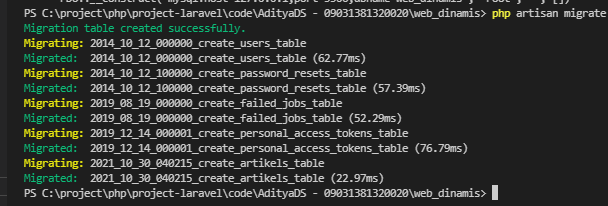 PS C:\project\php\project-laravel\code\AdityaDS - 09031381320020\web_dinamis> php artisan migrate
Migration table created successfully.
Migrating: 2014_10_12_000000_create_users_table
Migrated:  2014_10_12_000000_create_users_table (62.77ms)
Migrating: 2014_10_12_100000_create_password_resets_table
Migrated:  2014_10_12_100000_create_password_resets_table (57.39ms)
Migrating: 2019_08_19_000000_create_failed_jobs_table
Migrated:  2019_08_19_000000_create_failed_jobs_table (52.29ms)
Migrating: 2019_12_14_000001_create_personal_access_tokens_table
Migrated:  2019_12_14_000001_create_personal_access_tokens_table (76.79ms)
Migrating: 2021_10_30_040215_create_artikels_table
Migrated:  2021_10_30_040215_create_artikels_table (22.97ms)
PS C:\project\php\project-laravel\code\AdityaDS - 09031381320020\web_dinamis>